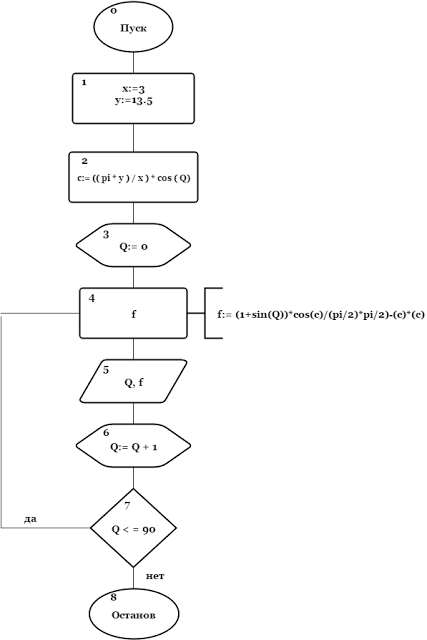 0
Пуск
1
x:=3
y:=13.5
2
c:= (( pi * y ) / x ) * cos ( Q)
3
Q:= 0
4
f
f:= (1+sin(Q))*cos(c)/(pi/2)*pi/2)-(c)*(c)
5
Q, f
6
Q:= Q + 1
7
Q < = 90
да
нет
8
Останов